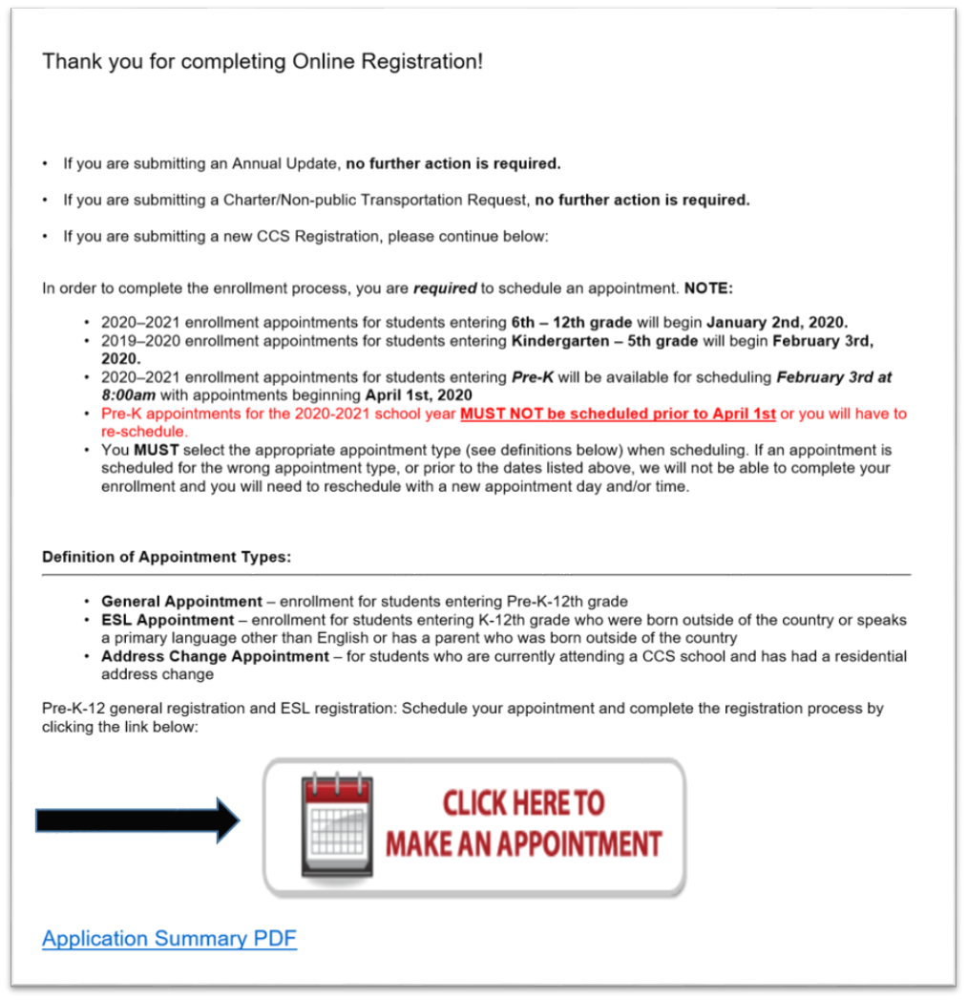 Thank you for completing Online Registration!
• If you are submitting an Annual Update, no further action is required.
• If you are submitting a Charter/Non-public Transportation Request, no further action is required.
• If you are submitting a new CCS Registration, please continue below:
In order to complete the enrollment process, you are required to schedule an appointment. NOTE:
• 2020–2021 enrollment appointments for students entering 6th – 12th grade will begin January 2nd, 2020.
• 2019–2020 enrollment appointments for students entering Kindergarten – 5th grade will begin February 3rd,
2020.
• 2020–2021 enrollment appointments for students entering Pre-K will be available for scheduling February 3rd at
8:00am with appointments beginning April 1st, 2020
• Pre-K appointments for the 2020-2021 school year MUST NOT be scheduled prior to April 1st or you will have to
re-schedule.
• You MUST select the appropriate appointment type (see definitions below) when scheduling. If an appointment is
scheduled for the wrong appointment type, or prior to the dates listed above, we will not be able to complete your
enrollment and you will need to reschedule with a new appointment day and/or time.
Definition of Appointment Types:
• General Appointment – enrollment for students entering Pre-K-12th grade
• ESL Appointment – enrollment for students entering K-12th grade who were born outside of the country or speaks
a primary language other than English or has a parent who was born outside of the country
• Address Change Appointment – for students who are currently attending a CCS school and has had a residential
address change
Pre-K-12 general registration and ESL registration: Schedule your appointment and complete the registration process by
clicking the link below:
CLICK HERE TO
MAKE AN APPOINTMENT
Application Summary PDF